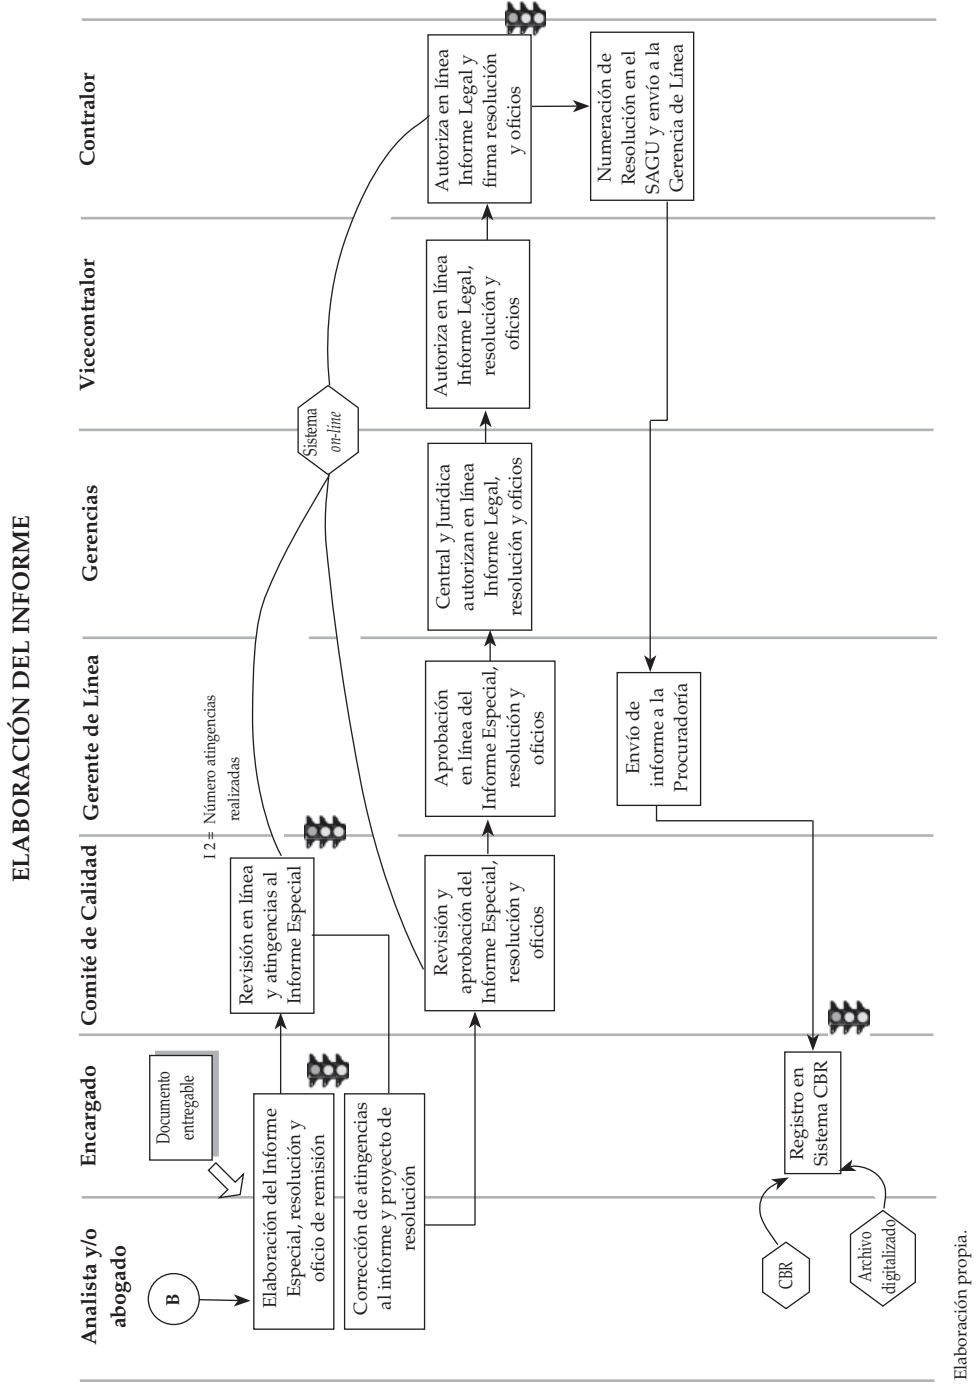 ELABORACIÓN DEL INFORME
Analista y/o
abogado
Encargado
Comité de Calidad
Gerente de Línea
Gerencias
Vicecontralor
Contralor
B
Documento
entregable
Elaboración del Informe
Especial, resolución y
oficio de remisión
Revisión en línea
y atingencias al
Informe Especial
I 2 = Número atingencias
realizadas
Sistema
on-line
Corrección de atingencias
al informe y proyecto de
resolución
Revisión y
aprobación del
Informe Especial,
resolución y
oficios
Aprobación
en línea del
Informe Especial,
resolución y
oficios
Central y Jurídica
autorizan en línea
Informe Legal,
resolución y oficios
Autoriza en línea
Informe Legal,
resolución y
oficios
Autoriza en línea
Informe Legal y
firma resolución
y oficios
Numeración de
Resolución en el
SAGU y envío a la
Gerencia de Línea
Envío de
informe a la
Procuradoría
Registro en
Sistema CBR
CBR
Archivo
digitalizado
Elaboración propia.